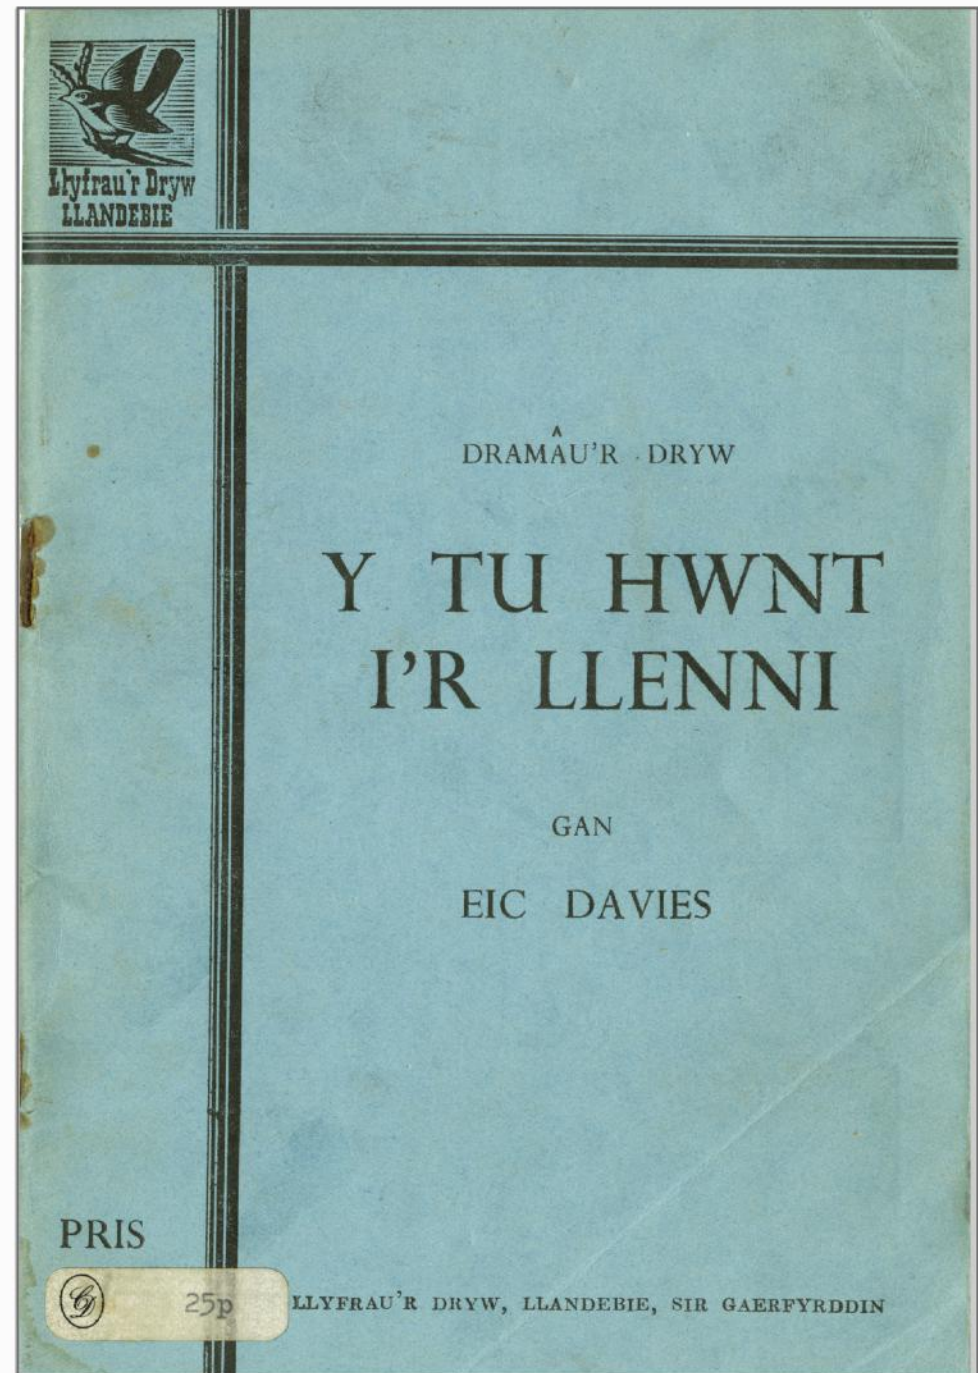 Llyfrau'r Dryw
LLANDEBIE
DRAMÂU'R DRYW
Y TU HWNT
I'R LLENNI
GAN
EIC DAVIES
PRIS
25p
LLYFRAU'R DRYW, LLANDEBIE, SIR GAERFYRDDIN